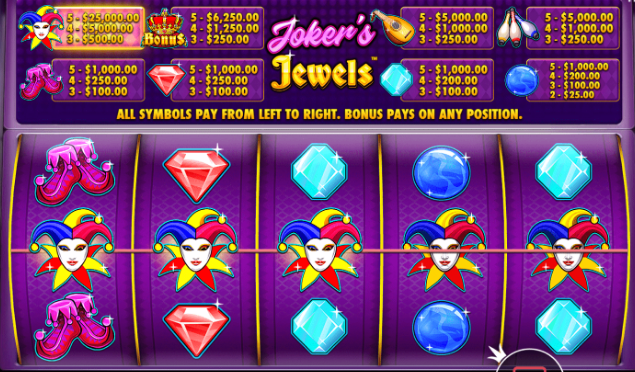 5 - $25,000.00
4 - $5,000.00
3 - $500.00
Bonus
5 - $6,250.00
4 - $1,250.00
3 - $250.00
Joker's
Jewels™
5 - $5,000.00
4 - $1,000.00
3 - $250.00
5 - $5,000.00
4 - $1,000.00
3 - $250.00
5 - $1,000.00
4 - $250.00
3 - $100.00
5 - $1,000.00
4 - $250.00
3 - $100.00
5 - $1,000.00
4 - $200.00
3 - $100.00
5 - $1,000.00
4 - $200.00
3 - $100.00
2 - $25.00
ALL SYMBOLS PAY FROM LEFT TO RIGHT. BONUS PAYS ON ANY POSITION.